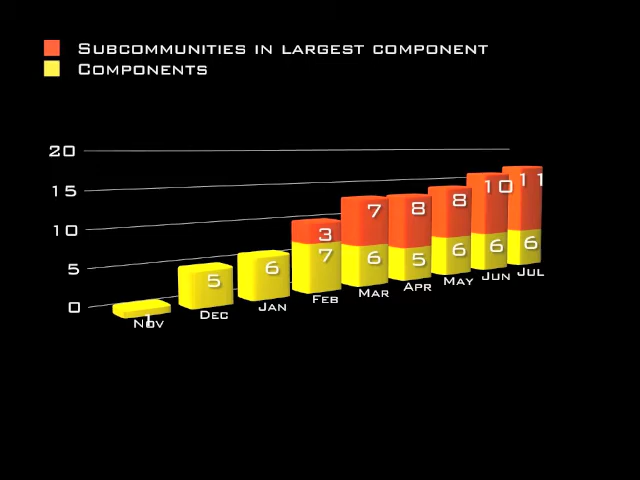 Subcommunities in largest component
Components
20
15
10
5
0
7 8 8 10 11
3
5 6 7 6 5 6 6 6
1
Nov Dec Jan Feb Mar Apr May Jun Jul